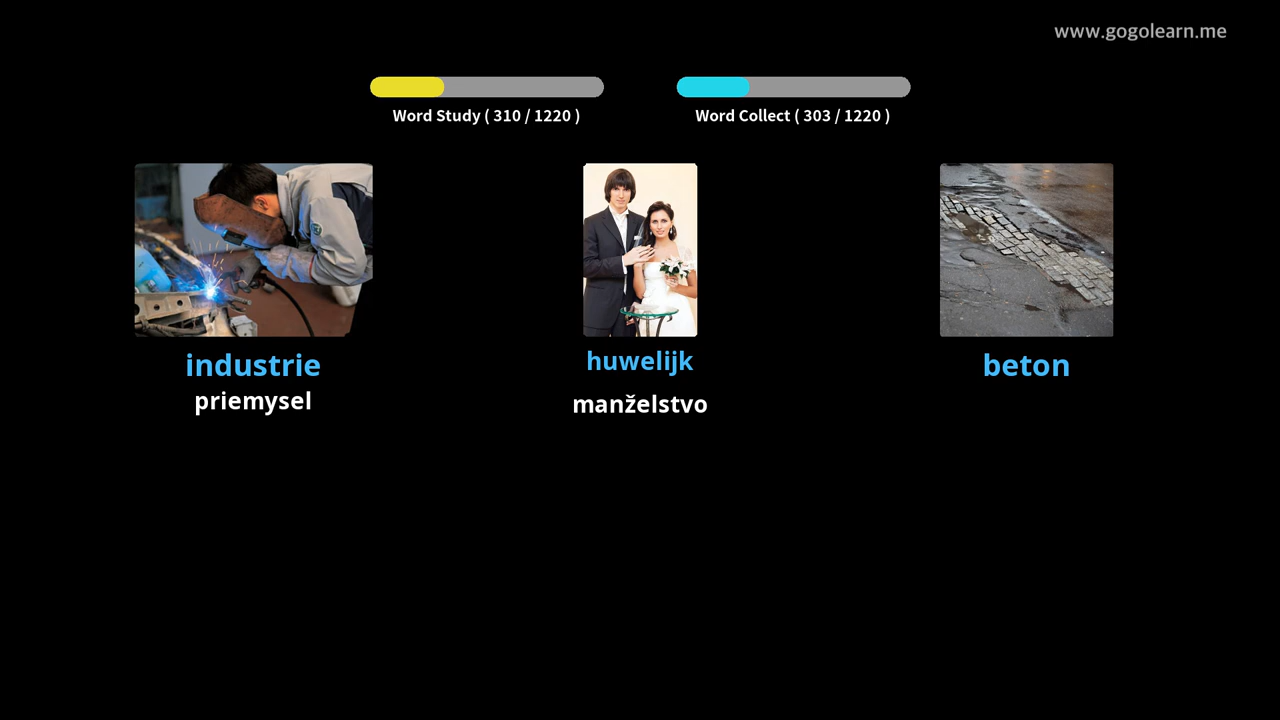 www.gogolearn.me
Word Study ( 310 / 1220 )
Word Collect ( 303 / 1220 )
industrie
priemysel
huwelijk
manželstvo
beton